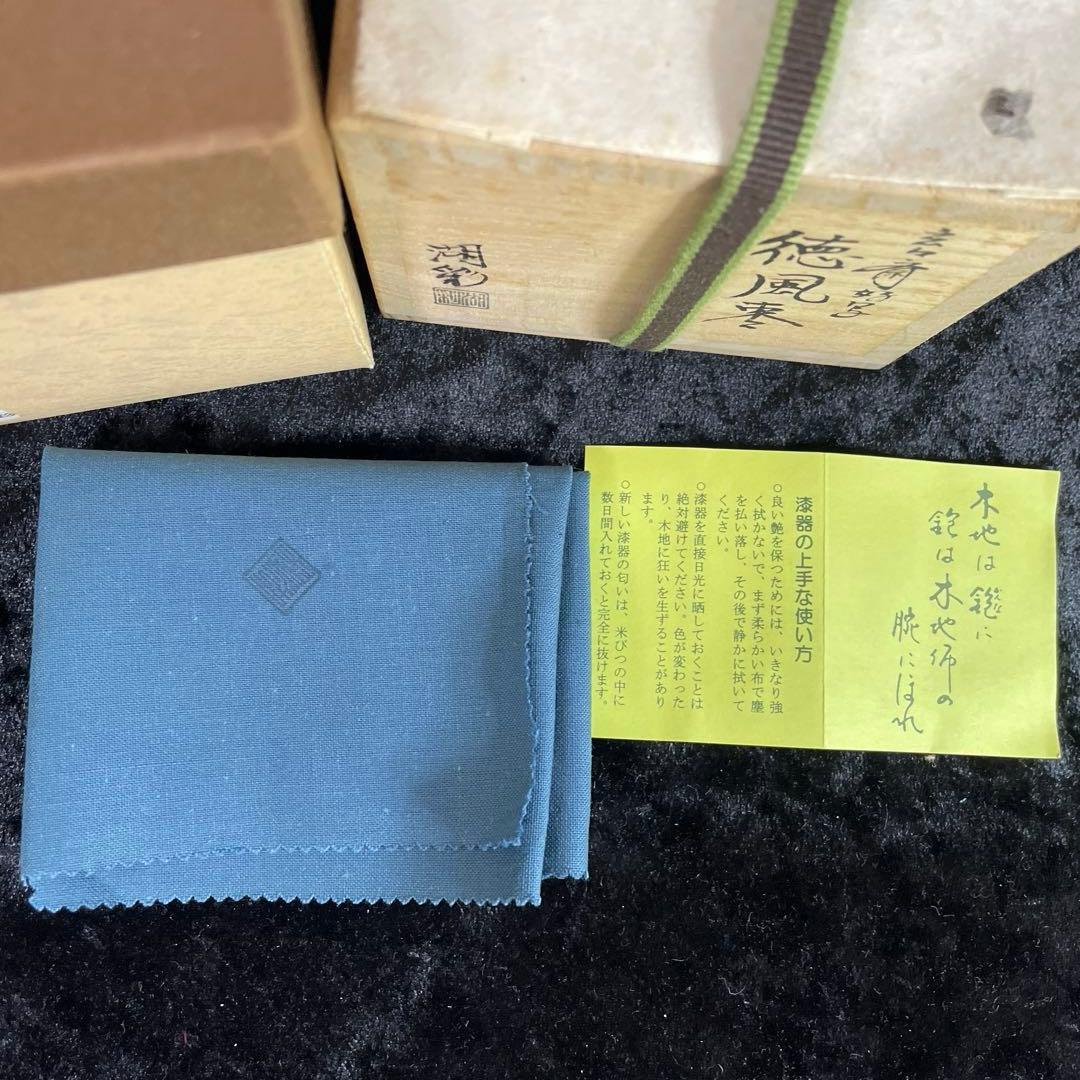 玄々斎好み
徳風棗
漆器の上手な使い方
○良い艶を保つためには、いきなり強
く拭かないで、まず柔らかい布で塵
を払い落し、その後で静かに拭いて
ください。
○漆器を直接日光に晒しておくことは
絶対避けてください。色が変わった
り、木地に狂いを生ずることがあり
ます。
○新しい漆器の匂いは、米びつの中に
数日間入れておくと完全に抜けます。
木地は鉋に
鉋は木地師の
腕にほれ